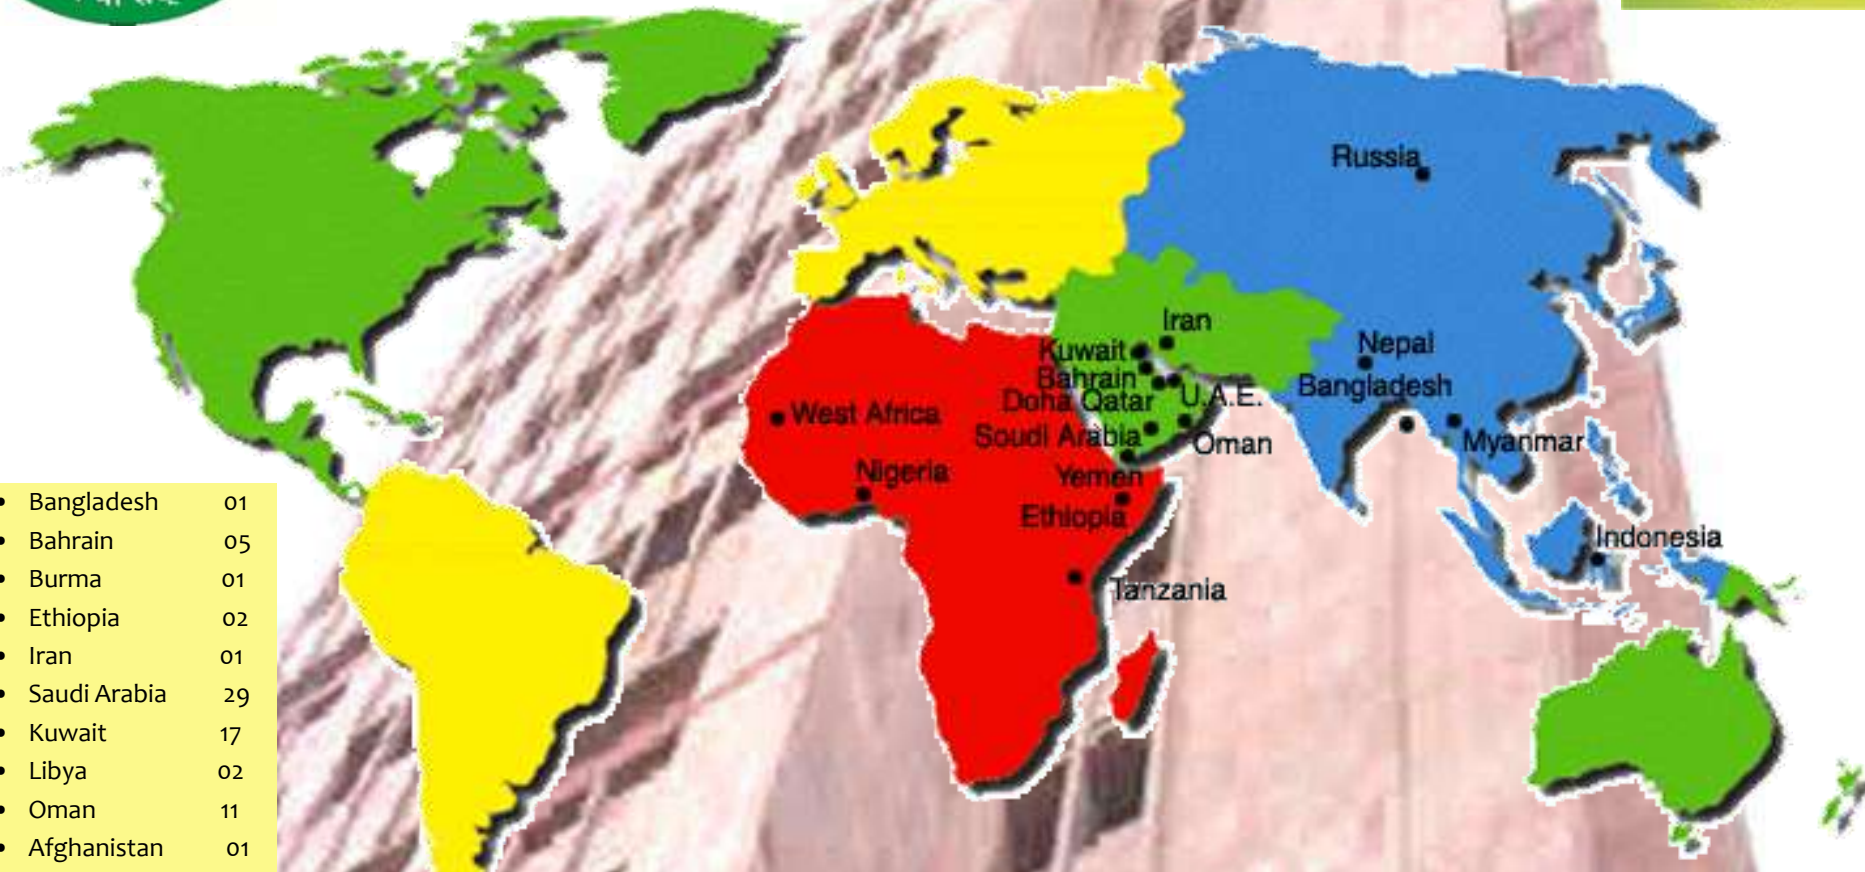 Russia
Iran
Kuwait
Nepal
Bahrain
Bangladesh
Doha Qatar
U.A.E.
West Africa
Soudi Arabia
Oman
Myanmar
Nigeria
Yemen
Ethiopia
Indonesia
Tanzania
• Bangladesh 01
• Bahrain 05
• Burma 01
• Ethiopia 02
• Iran 01
• Saudi Arabia 29
• Kuwait 17
• Libya 02
• Oman 11
• Afghanistan 01